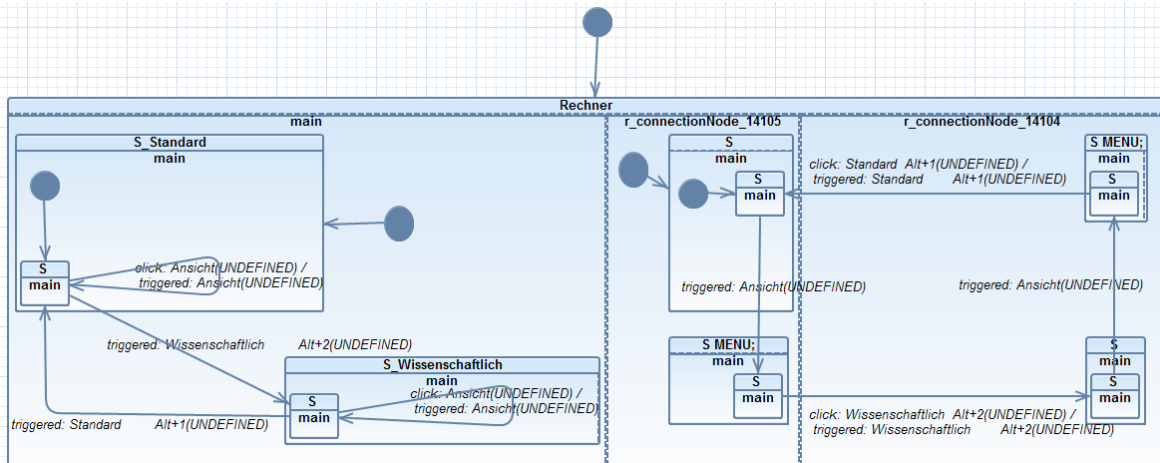 Rechner
main
r_connectionNode_14105
r_connectionNode_14104
S_Standard
main
S
main
S
main
S MENU;
main
S
main
click: Standard Alt+1(UNDEFINED) /
triggered: Standard Alt+1(UNDEFINED)
S
main
click: Ansicht(UNDEFINED) /
triggered: Ansicht(UNDEFINED)
triggered: Ansicht(UNDEFINED)
triggered: Ansicht(UNDEFINED)
triggered: Wissenschaftlich Alt+2(UNDEFINED)
S_Wissenschaftlich
main
S
main
click: Ansicht(UNDEFINED) /
triggered: Ansicht(UNDEFINED)
triggered: Standard Alt+1(UNDEFINED)
S MENU;
main
S
main
S
main
S
main
click: Wissenschaftlich Alt+2(UNDEFINED) /
triggered: Wissenschaftlich Alt+2(UNDEFINED)